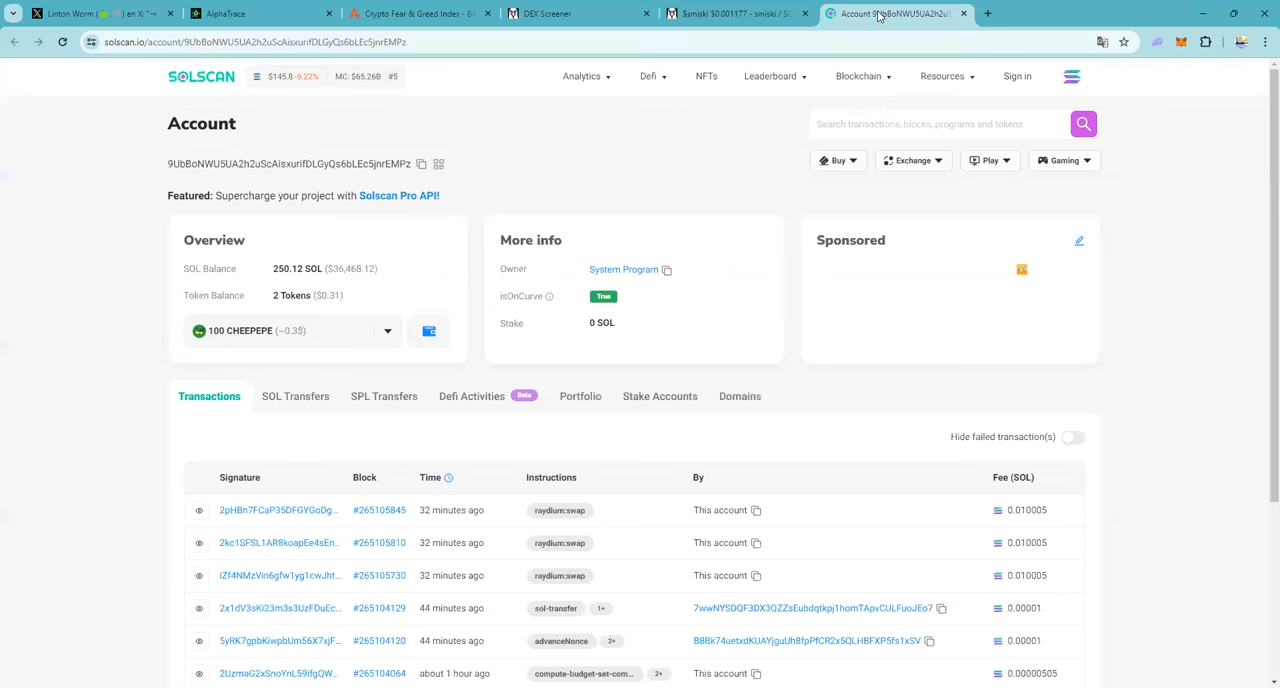 Linton Worm (🐛🍏) en X: "⚡
AlphaTrace
Crypto Fear & Greed Index - Bi
DEX Screener
$smiski $0.001177 - smiski / SO
Account 9UbBoNWU5UA2h2uS
solscan.io/account/9UbBoNWU5UA2h2uScAisxurifDLGyQs6bLEc5jnrEMPz
SOLSCAN
$145.8 -9.22% MC: $65.26B #5
Analytics
Defi
NFTs
Leaderboard
Blockchain
Resources
Sign in
Account
Search transactions, blocks, programs and tokens
9UbBoNWU5UA2h2uScAisxurifDLGyQs6bLEc5jnrEMPz
Buy
Exchange
Play
Gaming
Featured: Supercharge your project with Solscan Pro API!
Overview
SOL Balance 250.12 SOL ($36,468.12)
Token Balance 2 Tokens ($0.31)
100 CHEEPEPE (~0.3$)
More info
Owner System Program
isOnCurve True
Stake 0 SOL
Sponsored
Transactions
SOL Transfers
SPL Transfers
Defi Activities Beta
Portfolio
Stake Accounts
Domains
Hide failed transaction(s)
Signature Block Time Instructions By Fee (SOL)
2pHBn7FCaP35DFGYGoDg... #265105845 32 minutes ago raydium:swap This account 0.010005
2kc1SFSL1AR8koapEe4sEn... #265105810 32 minutes ago raydium:swap This account 0.010005
iZf4NMzVin6gfw1yg1cwJht... #265105730 32 minutes ago raydium:swap This account 0.010005
2x1dV3sKi23m3s3UzFDuEc... #265104129 44 minutes ago sol-transfer 1+ 7wwNYSDQF3DX3QZZsEubdqtkpj1homTApvCULFuoJEo7 0.00001
5yRK7gpbKiwpbUm56X7xjF... #265104120 44 minutes ago advanceNonce 2+ B8Bk74uetxdKUAYjguUh8fpPfCR2x5QLHBFXP5fs1xSV 0.00001
2UzmaG2xSnoYnL59ifgQW... #265104064 about 1 hour ago compute-budget-set-com... 2+ This account 0.00000505